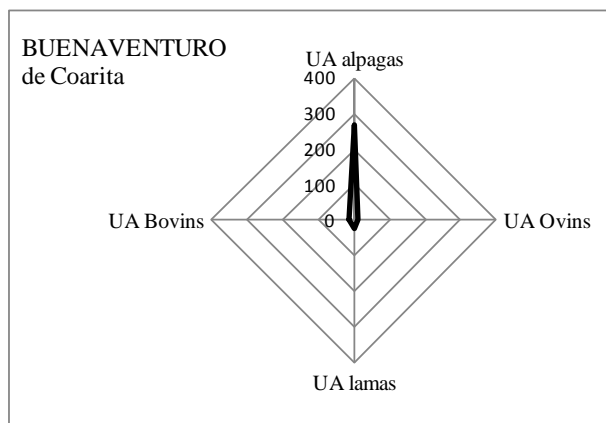 BUENAVENTURO
de Coarita
UA alpagas
400
300
200
100
0
UA Bovins
UA Ovins
UA lamas